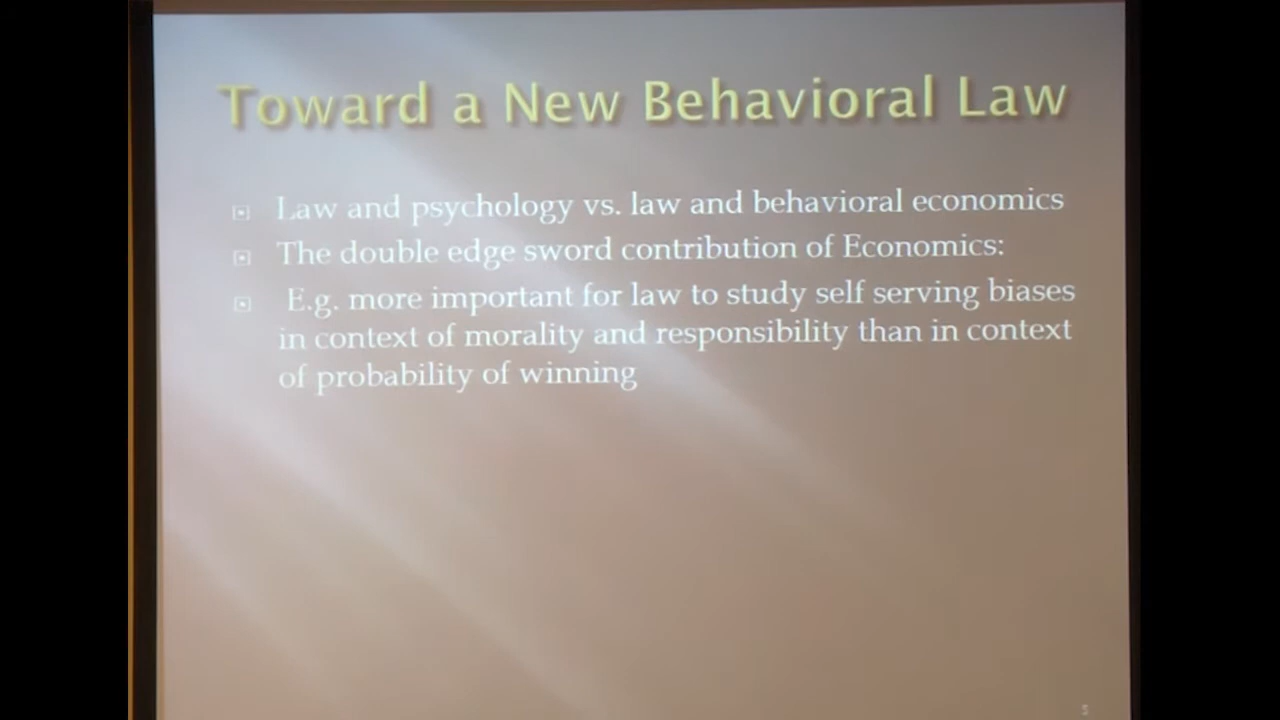 Toward a New Behavioral Law
Law and psychology vs. law and behavioral economics
The double edge sword contribution of Economics:
E.g. more important for law to study self serving biases
in context of morality and responsibility than in context
of probability of winning
5